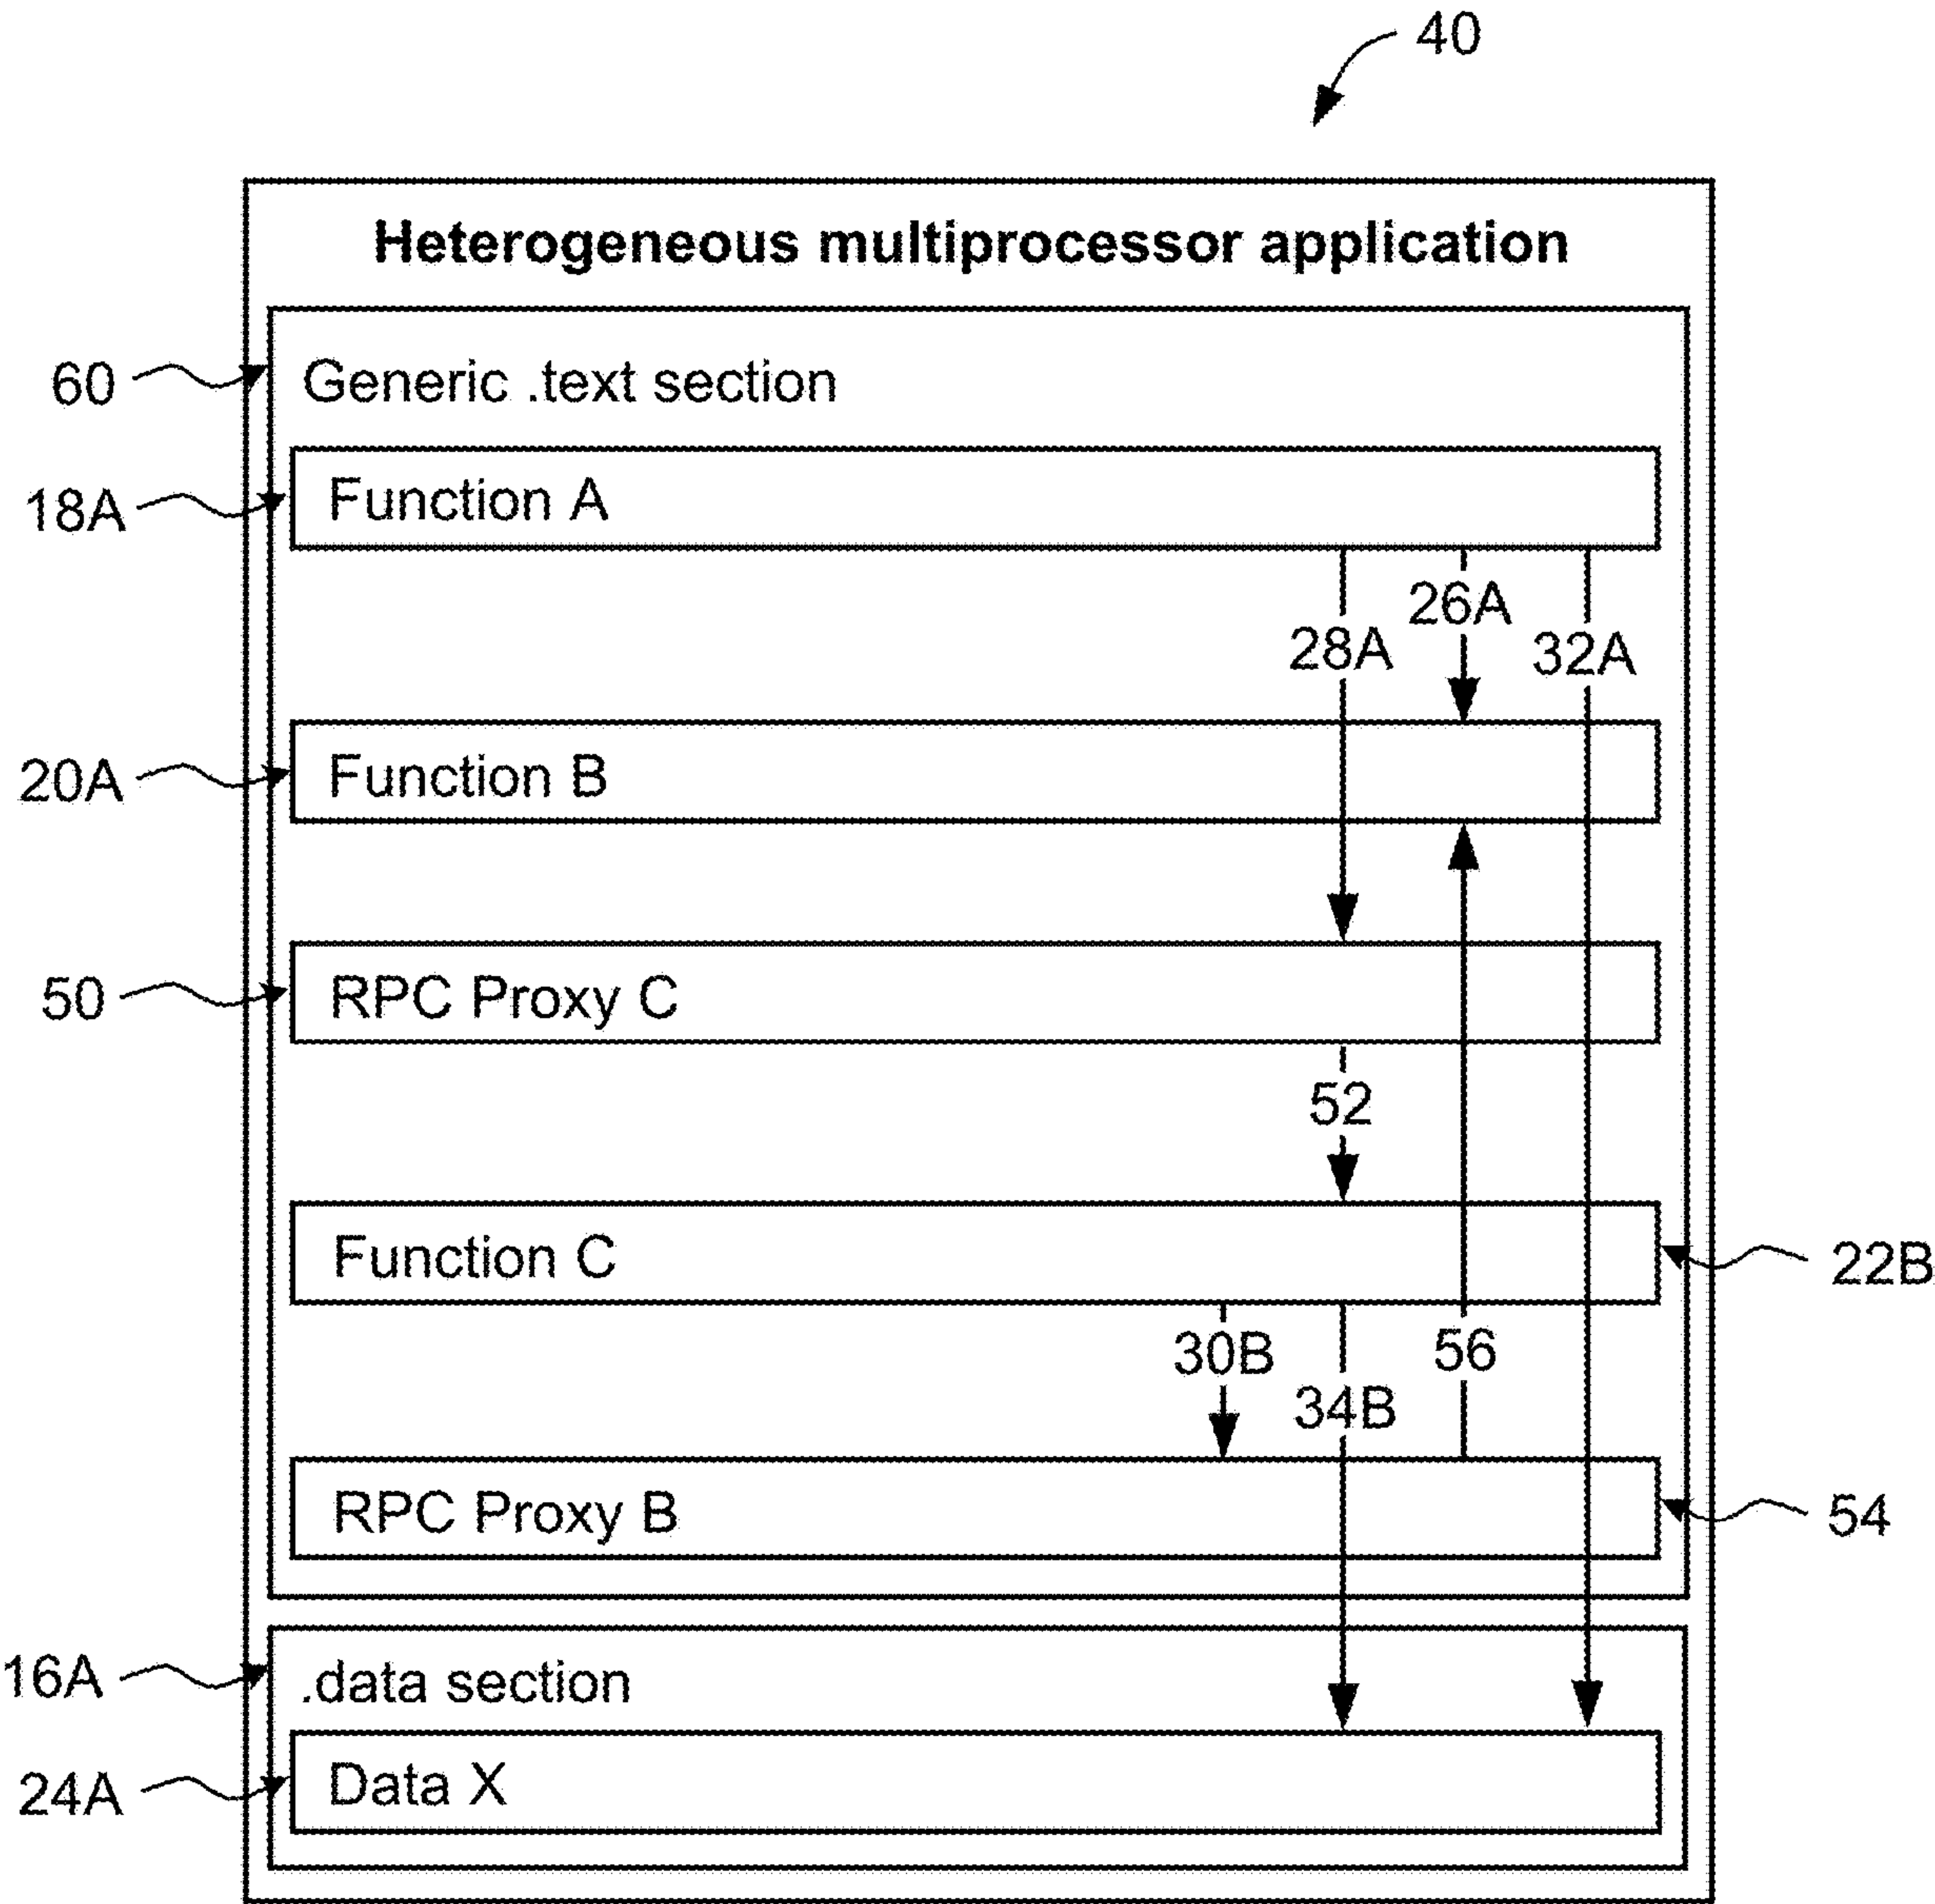 40
Heterogeneous multiprocessor application
60
Generic .text section
18A
Function A
26A
28A
32A
20A
Function B
50
RPC Proxy C
52
Function C
22B
30B
56
34B
RPC Proxy B
54
16A
.data section
24A
Data X